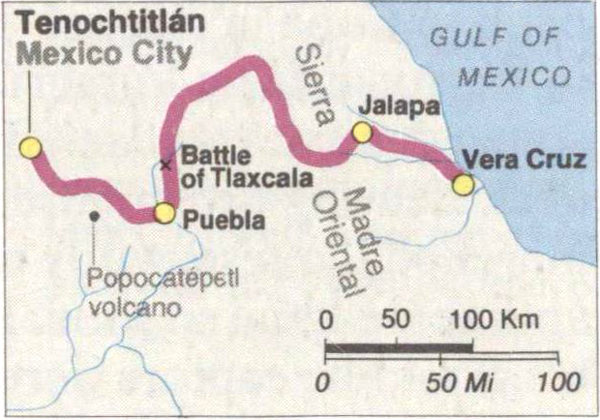 Tenochtitlán
Mexico City
GULF OF
MEXICO
Sierra
Jalapa
Vera Cruz
Battle
of Tlaxcala
Puebla
Madre
Oriental
Popocatépetl
volcano
0 50 100 Km
0 50 Mi 100